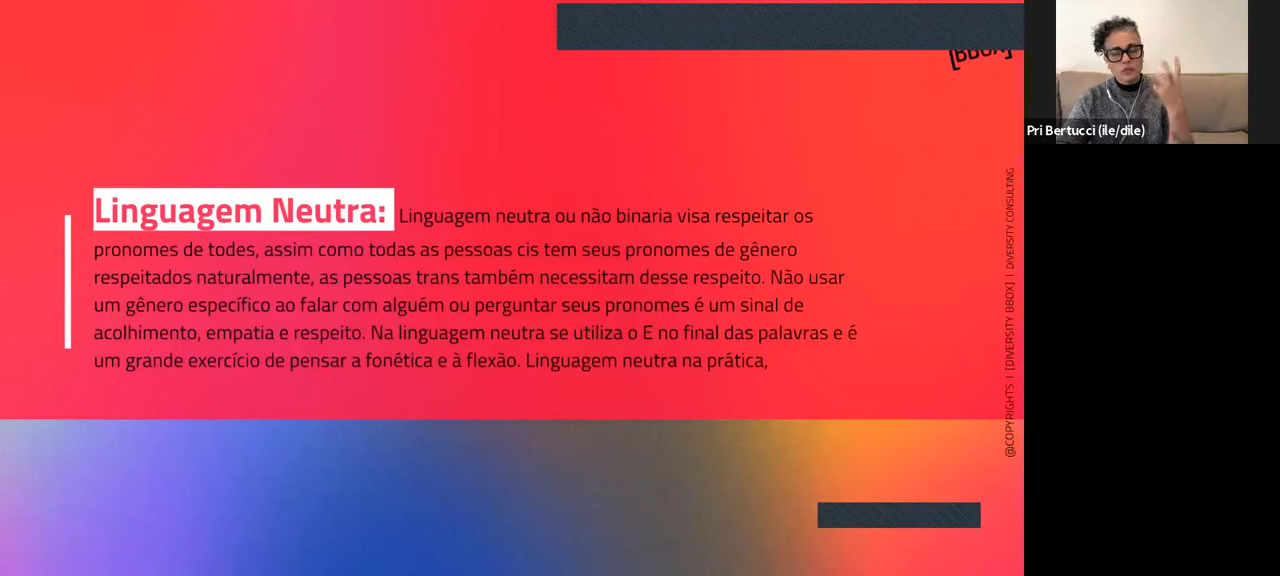 [BBOX]
Pri Bertucci (ile/dile)
Linguagem Neutra: Linguagem neutra ou não binaria visa respeitar os
pronomes de todes, assim como todas as pessoas cis tem seus pronomes de gênero
respeitados naturalmente, as pessoas trans também necessitam desse respeito. Não usar
um gênero específico ao falar com alguém ou perguntar seus pronomes é um sinal de
acolhimento, empatia e respeito. Na linguagem neutra se utiliza o E no final das palavras e é
um grande exercício de pensar a fonética e à flexão. Linguagem neutra na prática,
@COPYRIGHTS | [DIVERSITY BBOX] | DIVERSITY CONSULTING